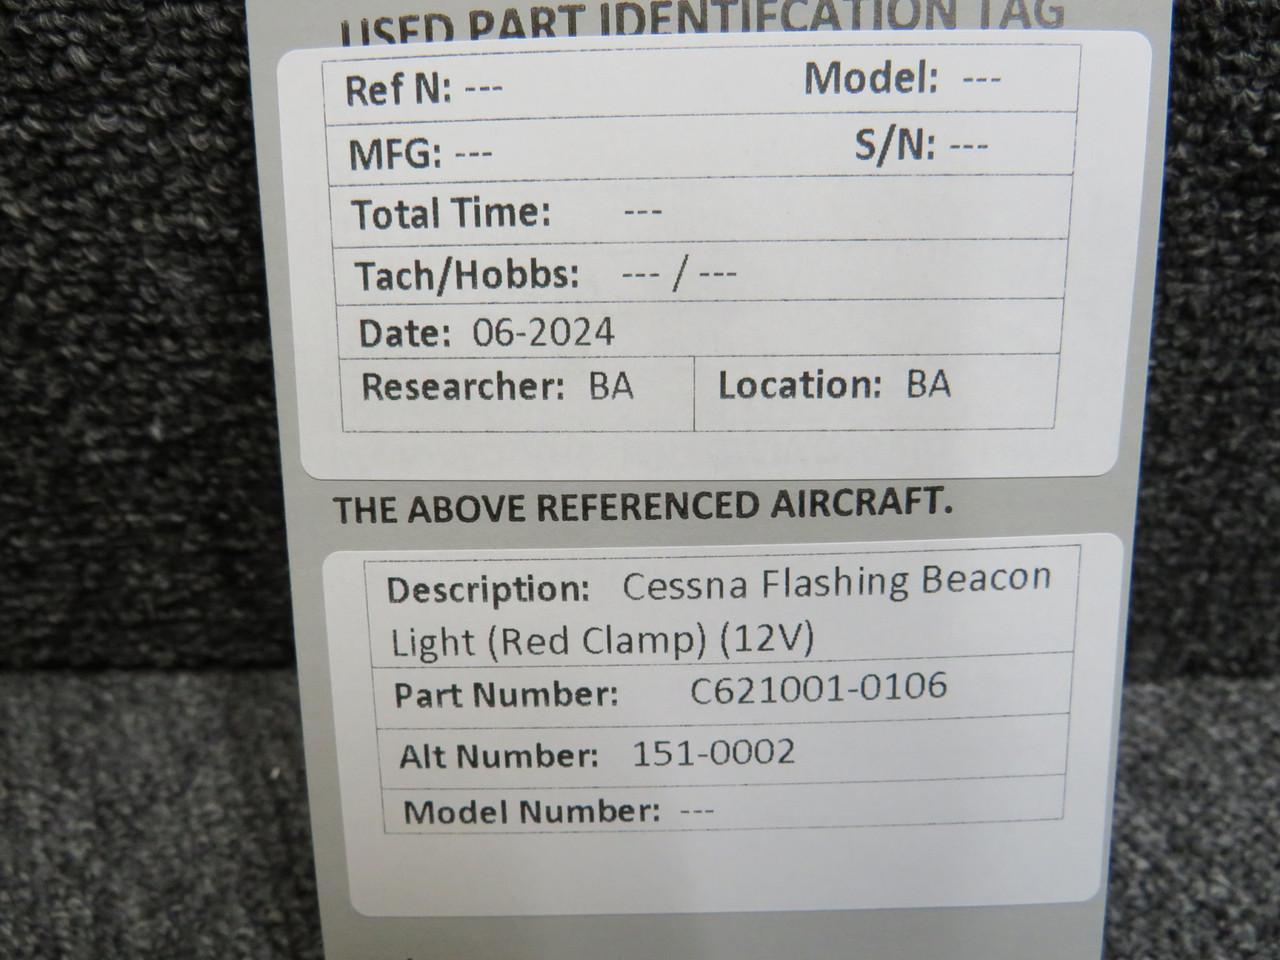 USED PART IDENTIFCATION TAG
Ref N: --- Model: ---
MFG: --- S/N: ---
Total Time: ---
Tach/Hobbs: --- / ---
Date: 06-2024
Researcher: BA Location: BA
THE ABOVE REFERENCED AIRCRAFT.
Description: Cessna Flashing Beacon
Light (Red Clamp) (12V)
Part Number: C621001-0106
Alt Number: 151-0002
Model Number: ---